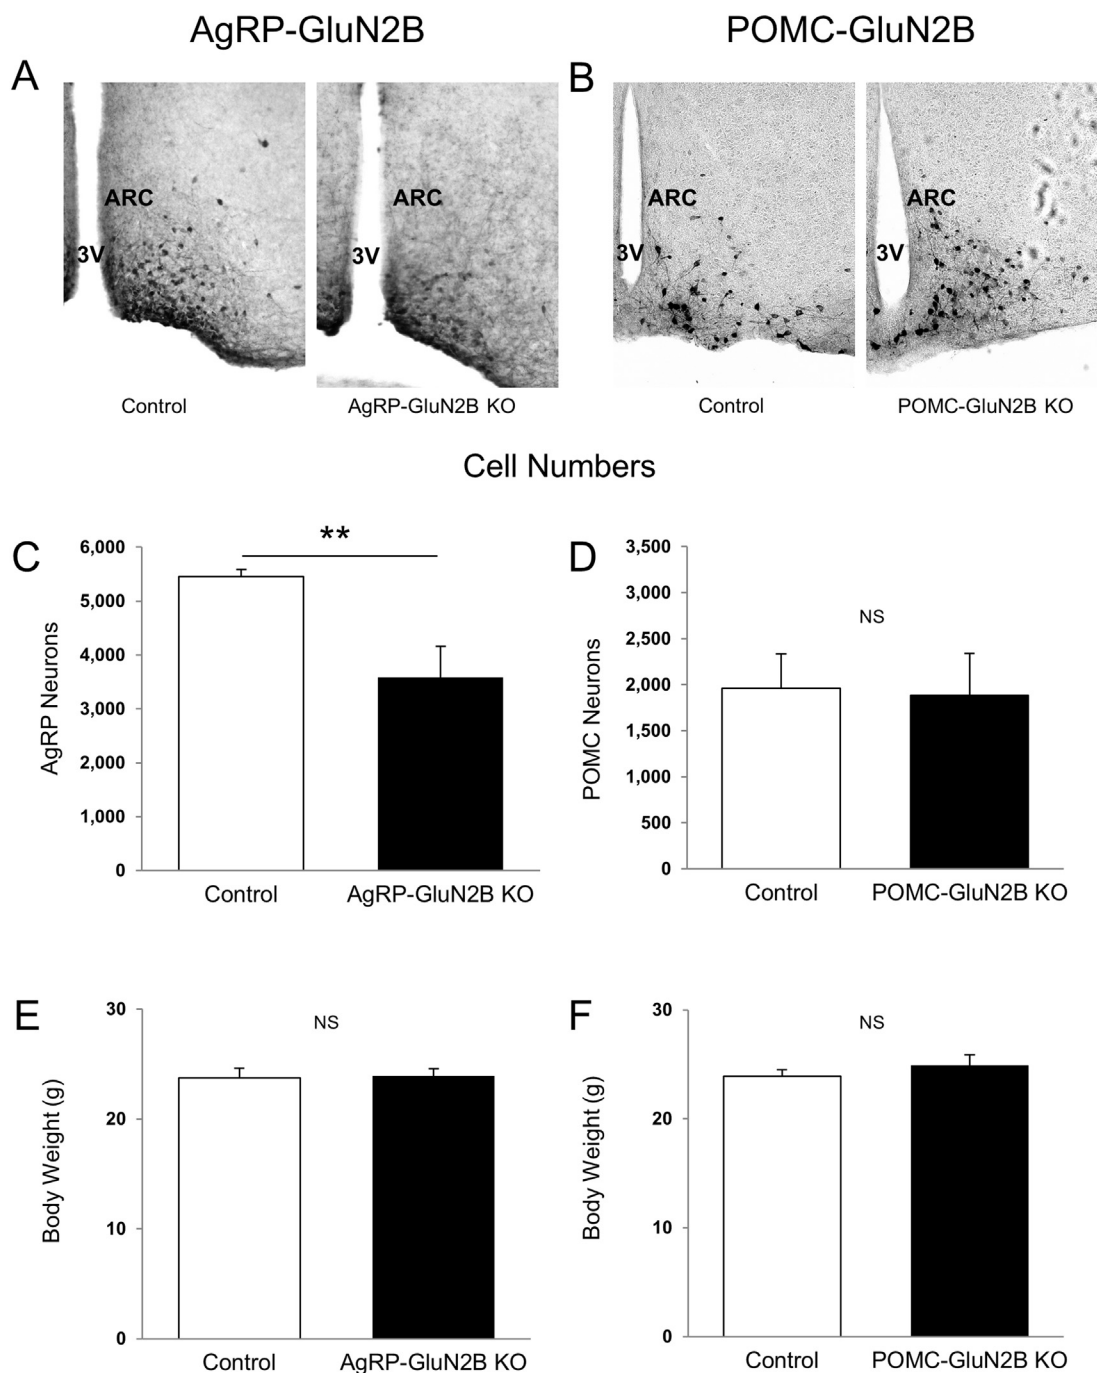 AgRP-GluN2B
POMC-GluN2B
A
ARC
3V
ARC
3V
Control
AgRP-GluN2B KO
B
ARC
3V
ARC
3V
Control
POMC-GluN2B KO
Cell Numbers
C
**
6,000
5,000
4,000
3,000
2,000
1,000
0
AgRP Neurons
Control
AgRP-GluN2B KO
D
NS
3,500
3,000
2,500
2,000
1,500
1,000
500
0
POMC Neurons
Control
POMC-GluN2B KO
E
NS
30
20
10
0
Body Weight (g)
Control
AgRP-GluN2B KO
F
NS
30
20
10
0
Body Weight (g)
Control
POMC-GluN2B KO